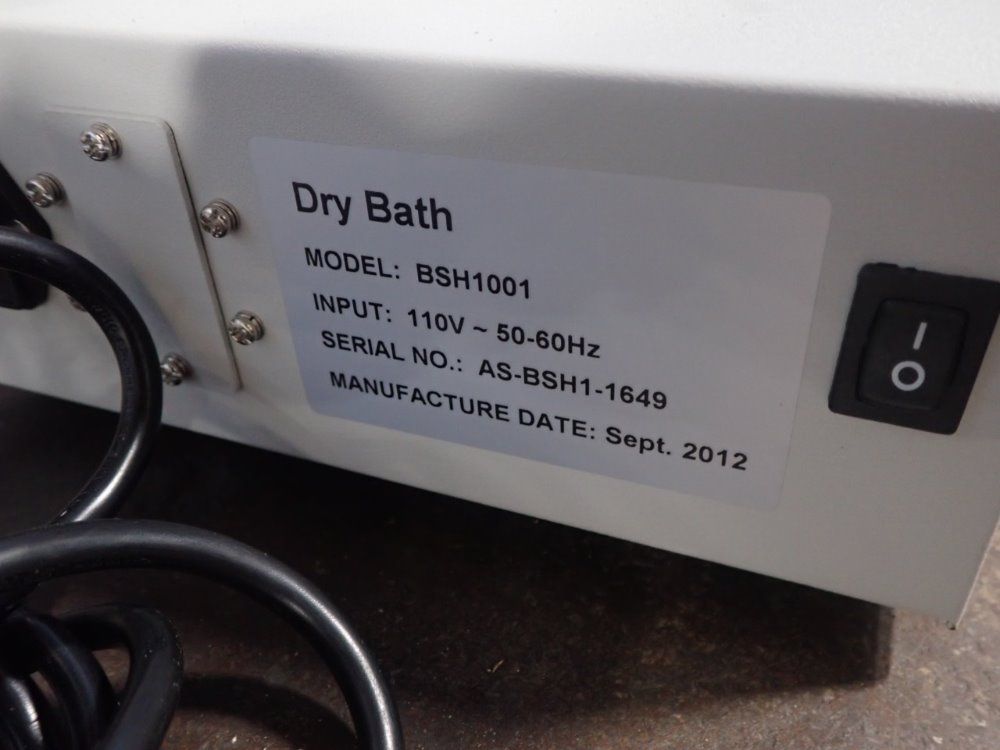 Dry Bath
MODEL: BSH1001
INPUT: 110V ~ 50-60Hz
SERIAL NO.: AS-BSH1-1649
MANUFACTURE DATE: Sept. 2012